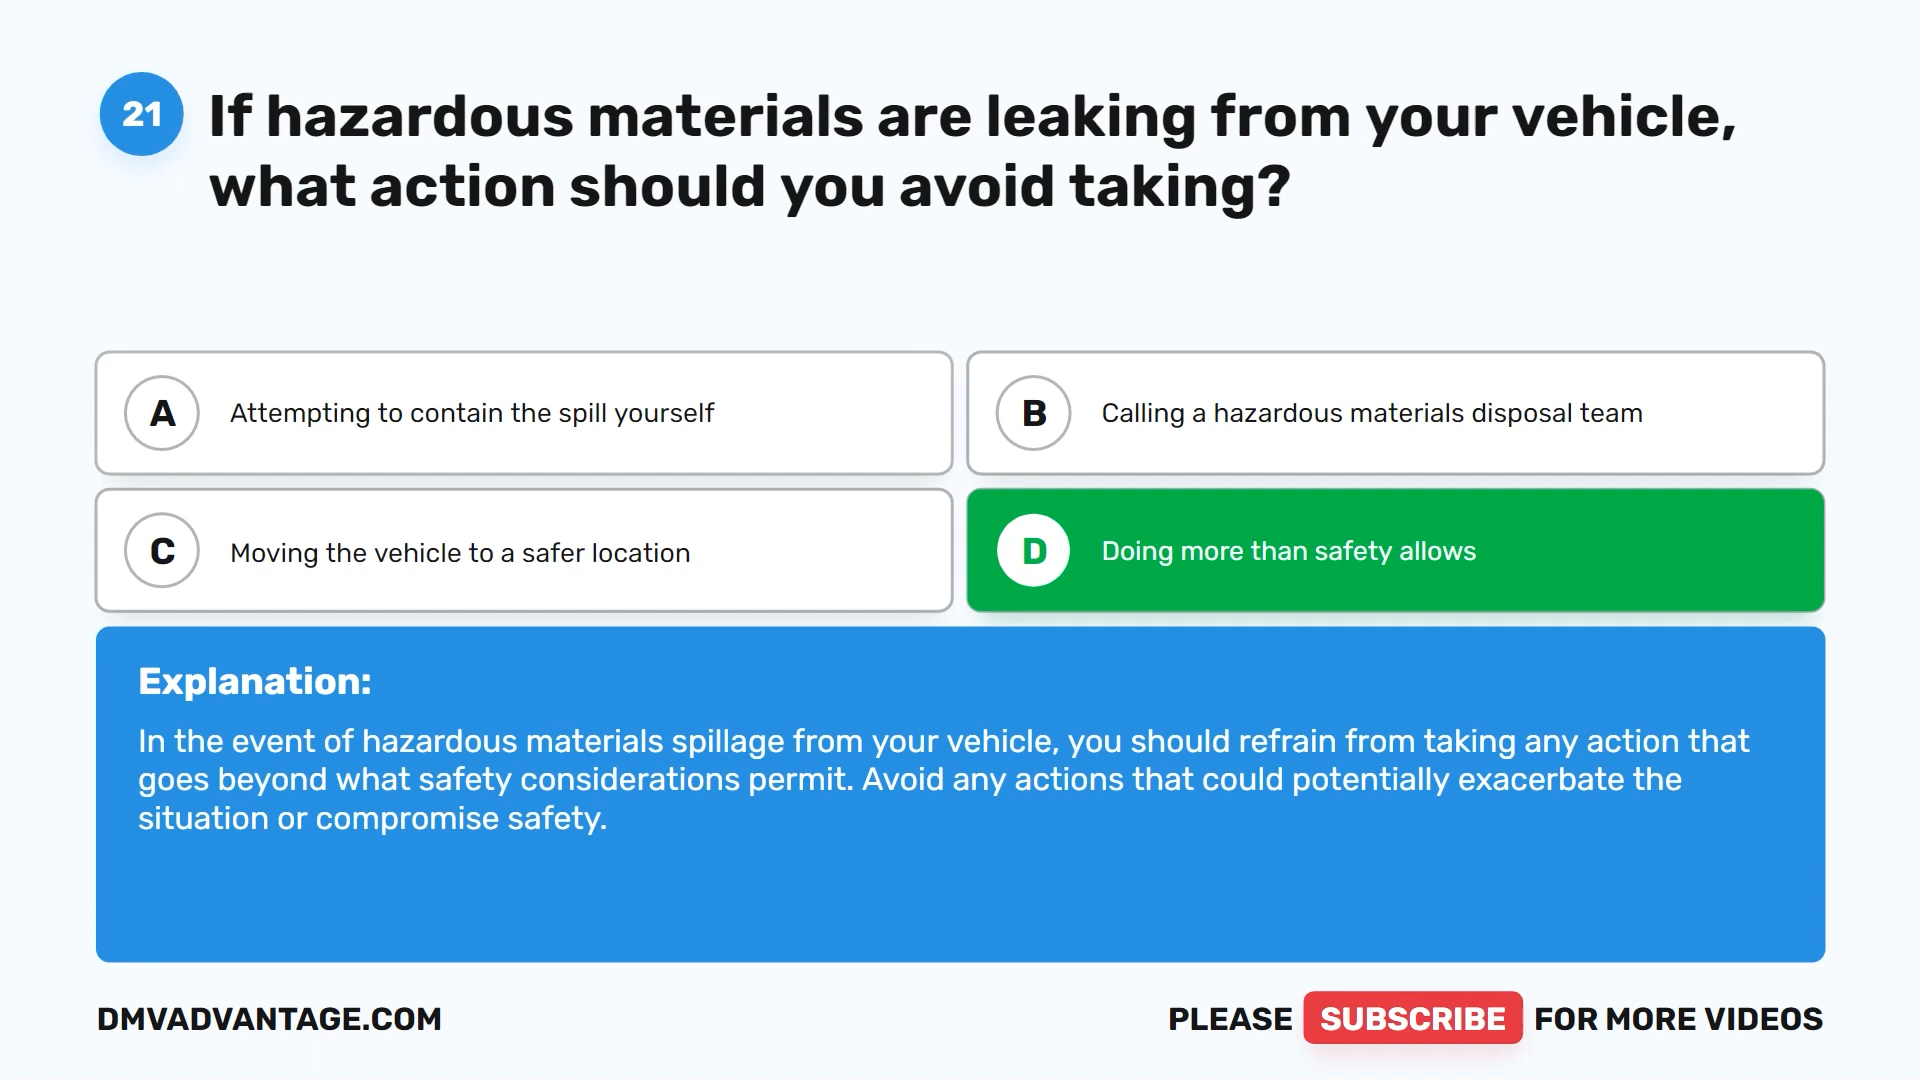 21
If hazardous materials are leaking from your vehicle,
what action should you avoid taking?
A
Attempting to contain the spill yourself
B
Calling a hazardous materials disposal team
C
Moving the vehicle to a safer location
D
Doing more than safety allows
Explanation:
In the event of hazardous materials spillage from your vehicle, you should refrain from taking any action that
goes beyond what safety considerations permit. Avoid any actions that could potentially exacerbate the
situation or compromise safety.
DMVADVANTAGE.COM
PLEASE SUBSCRIBE FOR MORE VIDEOS